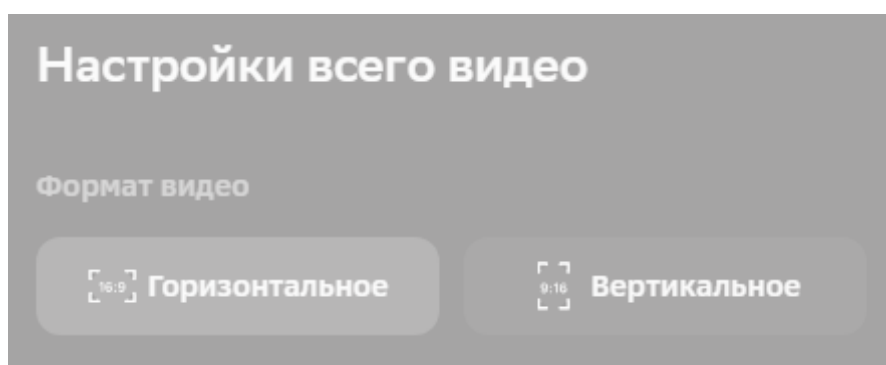 Настройки всего видео
Формат видео
16:9 Горизонтальное
9:16 Вертикальное